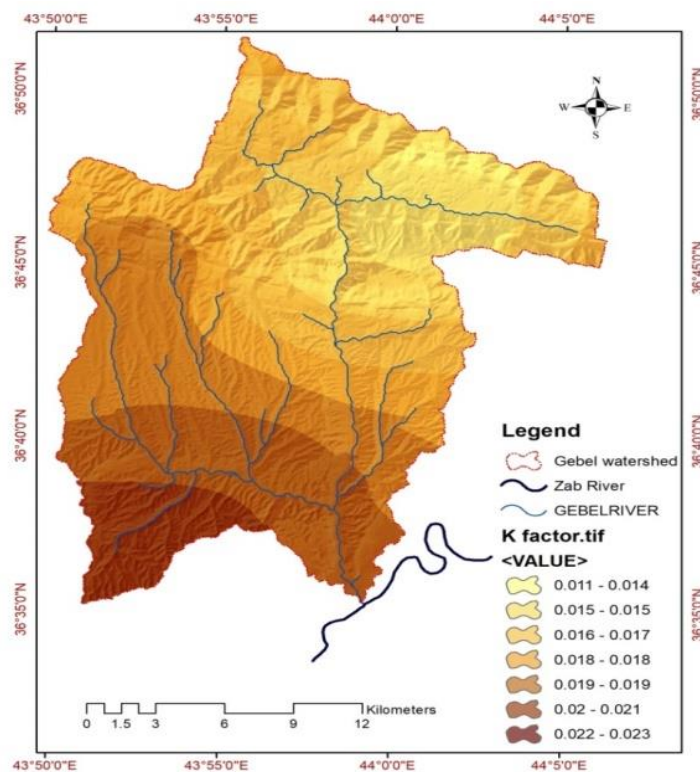 43°50'0"E 43°55'0"E 44°0'0"E 44°5'0"E
36°50'0"N 36°50'0"N
N
W E
S
36°45'0"N 36°45'0"N
36°40'0"N 36°40'0"N
Legend
Gebel watershed
Zab River
GEBELRIVER
K factor.tif
<VALUE>
0.011 - 0.014
0.015 - 0.015
0.016 - 0.017
0.018 - 0.018
0.019 - 0.019
0.02 - 0.021
0.022 - 0.023
36°35'0"N 36°35'0"N
Kilometers
0 1.5 3 6 9 12
43°50'0"E 43°55'0"E 44°0'0"E 44°5'0"E